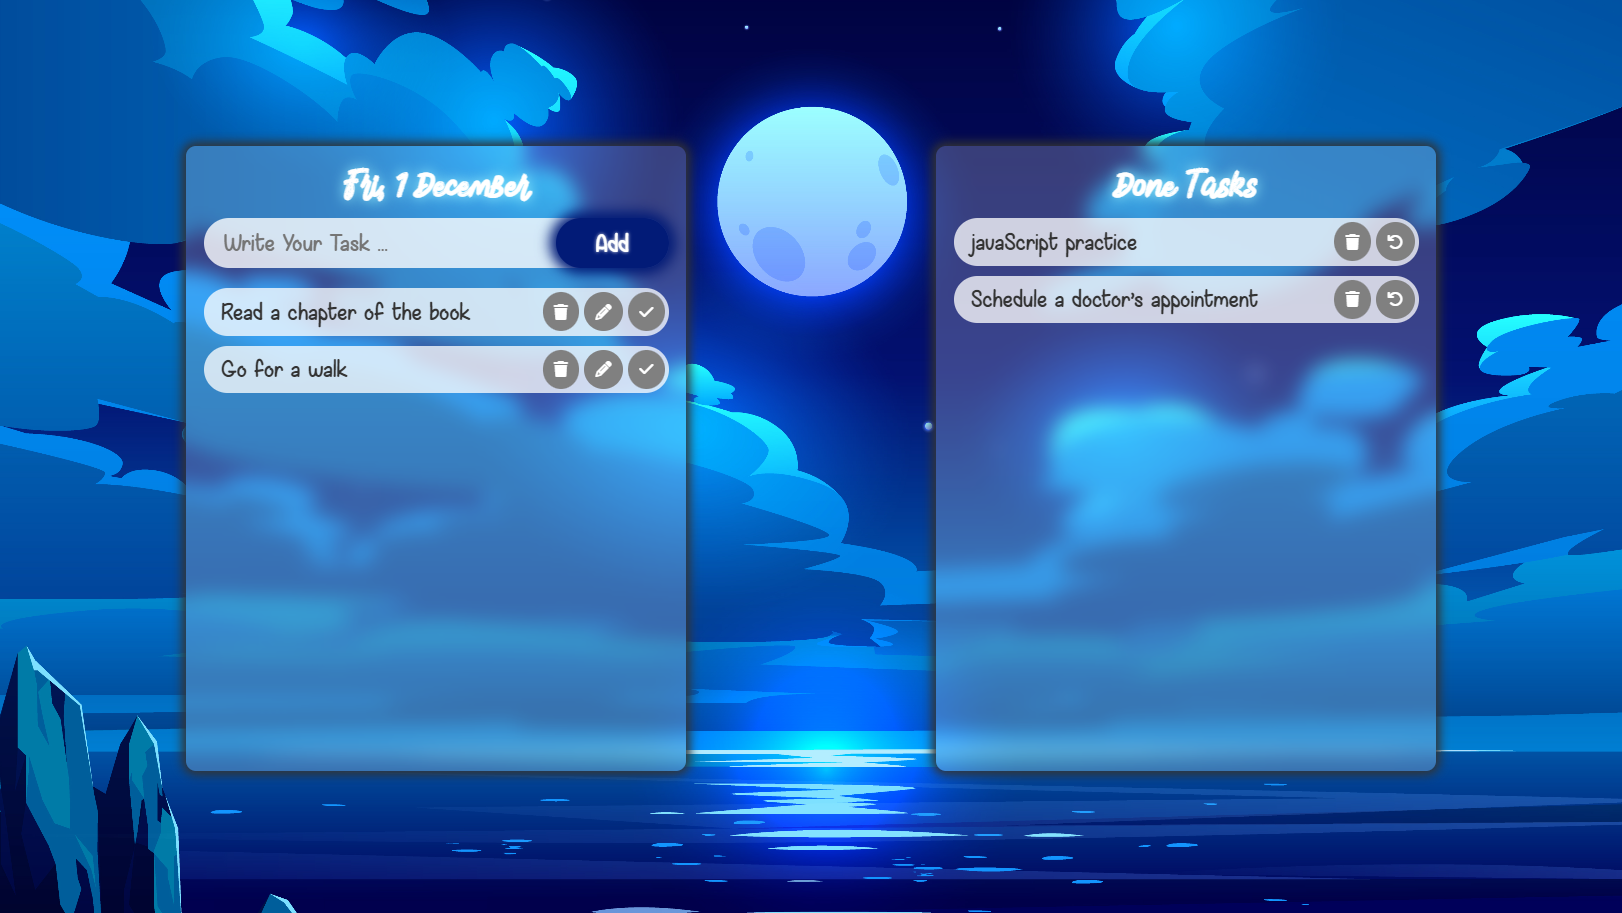 Fri, 1 December
Write Your Task ...
Add
Read a chapter of the book
Go for a walk
Done Tasks
javaScript practice
Schedule a doctor's appointment